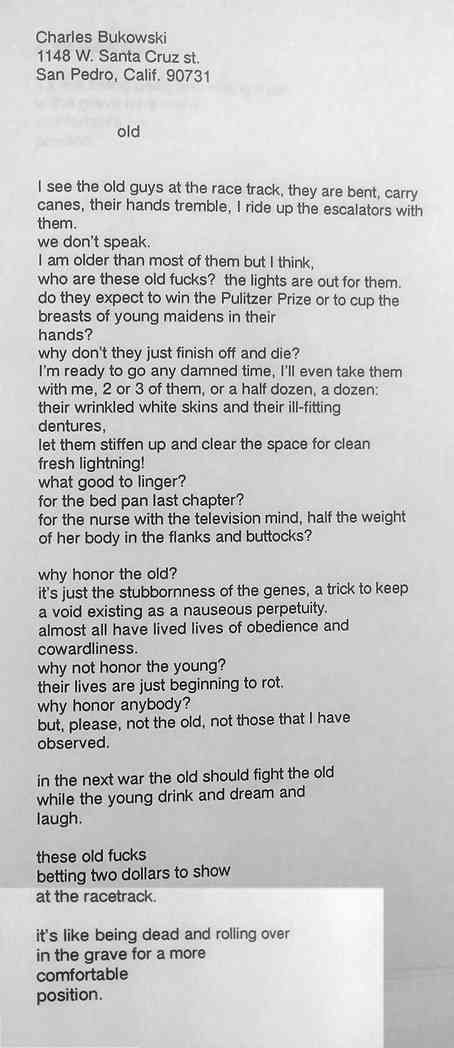 Charles Bukowski
1148 W. Santa Cruz st.
San Pedro, Calif. 90731
old
I see the old guys at the race track, they are bent, carry
canes, their hands tremble, I ride up the escalators with
them.
we don't speak.
I am older than most of them but I think,
who are these old fucks?  the lights are out for them.
do they expect to win the Pulitzer Prize or to cup the
breasts of young maidens in their
hands?
why don't they just finish off and die?
I'm ready to go any damned time, I'll even take them
with me, 2 or 3 of them, or a half dozen, a dozen:
their wrinkled white skins and their ill-fitting
dentures,
let them stiffen up and clear the space for clean
fresh lightning!
what good to linger?
for the bed pan last chapter?
for the nurse with the television mind, half the weight
of her body in the flanks and buttocks?
why honor the old?
it's just the stubbornness of the genes, a trick to keep
a void existing as a nauseous perpetuity.
almost all have lived lives of obedience and
cowardliness.
why not honor the young?
their lives are just beginning to rot.
why honor anybody?
but, please, not the old, not those that I have
observed.
in the next war the old should fight the old
while the young drink and dream and
laugh.
these old fucks
betting two dollars to show
at the racetrack.
it's like being dead and rolling over
in the grave for a more
comfortable
position.